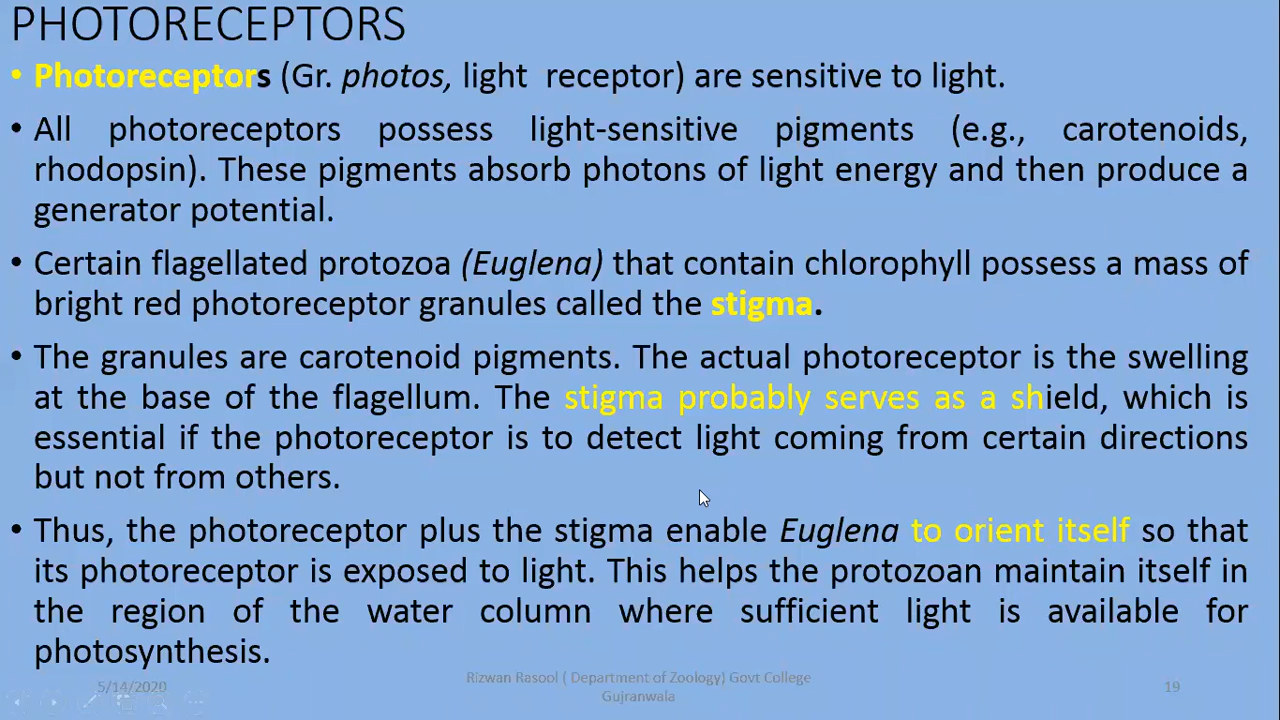 PHOTORECEPTORS
• Photoreceptors (Gr. photos, light receptor) are sensitive to light.
• All photoreceptors possess light-sensitive pigments (e.g., carotenoids,
rhodopsin). These pigments absorb photons of light energy and then produce a
generator potential.
• Certain flagellated protozoa (Euglena) that contain chlorophyll possess a mass of
bright red photoreceptor granules called the stigma.
• The granules are carotenoid pigments. The actual photoreceptor is the swelling
at the base of the flagellum. The stigma probably serves as a shield, which is
essential if the photoreceptor is to detect light coming from certain directions
but not from others.
• Thus, the photoreceptor plus the stigma enable Euglena to orient itself so that
its photoreceptor is exposed to light. This helps the protozoan maintain itself in
the region of the water column where sufficient light is available for
photosynthesis.
5/14/2020
Rizwan Rasool ( Department of Zoology) Govt College
Gujranwala
19